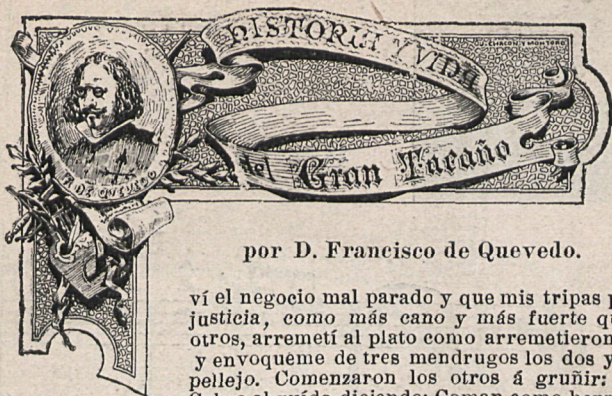 HISTORIA Y VIDA
del Gran Tacaño
F. DE QUEVEDO
por D. Francisco de Quevedo.
ví el negocio mal parado y que mis tripas
justicia, como más cano y más fuerte
otros, arremetí al plato como arremetieron
y envoquéme de tres mendrugos los dos y
pellejo. Comenzaron los otros á gruñir: